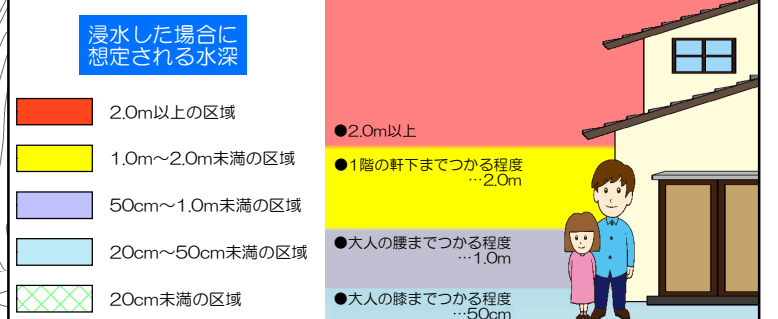 浸水した場合に
想定される水深
2.0m以上の区域
1.0m～2.0m未満の区域
50cm～1.0m未満の区域
20cm～50cm未満の区域
20cm未満の区域
●2.0m以上
●1階の軒下までつかる程度
…2.0m
●大人の腰までつかる程度
…1.0m
●大人の膝までつかる程度
…50cm